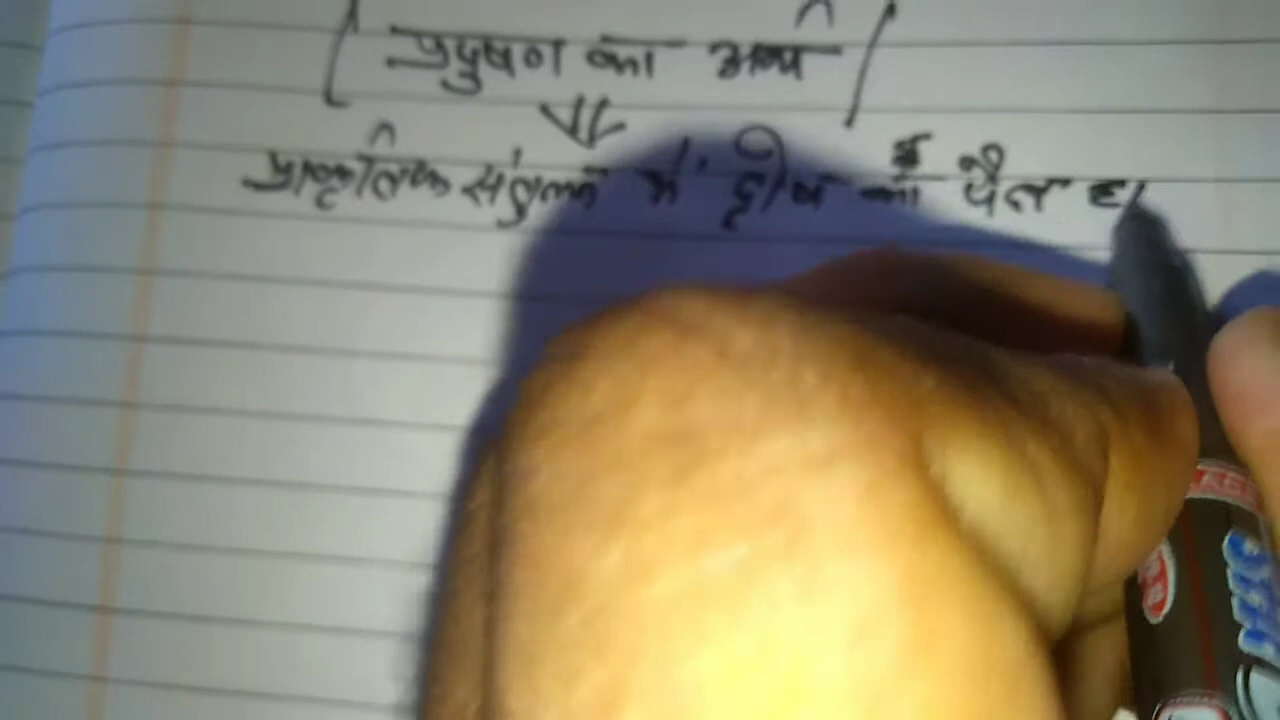 प्रदुषण का अर्थ
प्राकृतिक संतुलन में दोष का पैदा हो